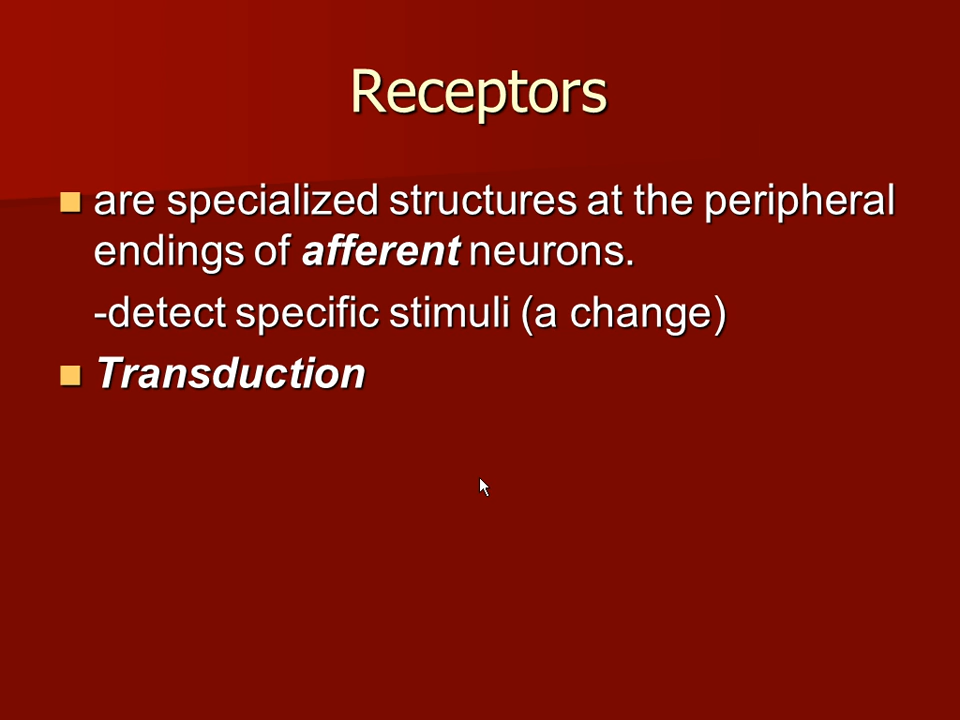 Receptors
are specialized structures at the peripheral
endings of afferent neurons.
-detect specific stimuli (a change)
Transduction